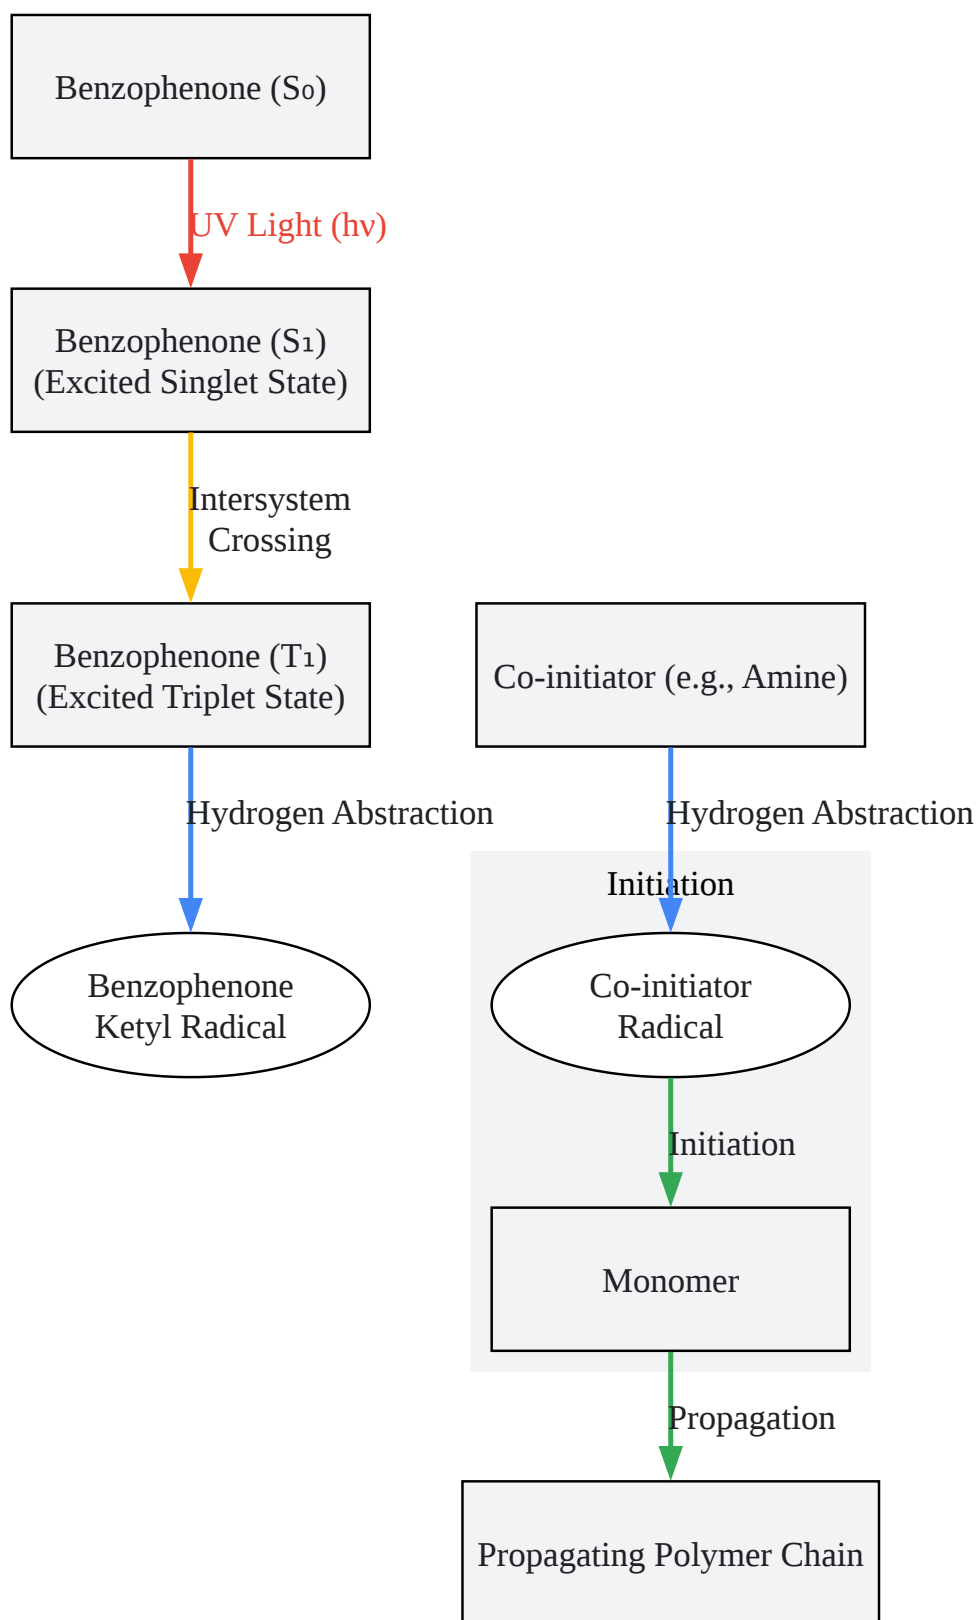 Benzophenone (S₀)
UV Light (hν)
Benzophenone (S₁)
(Excited Singlet State)
Intersystem
Crossing
Benzophenone (T₁)
(Excited Triplet State)
Co-initiator (e.g., Amine)
Hydrogen Abstraction
Hydrogen Abstraction
Initiation
Benzophenone
Ketyl Radical
Co-initiator
Radical
Initiation
Monomer
Propagation
Propagating Polymer Chain